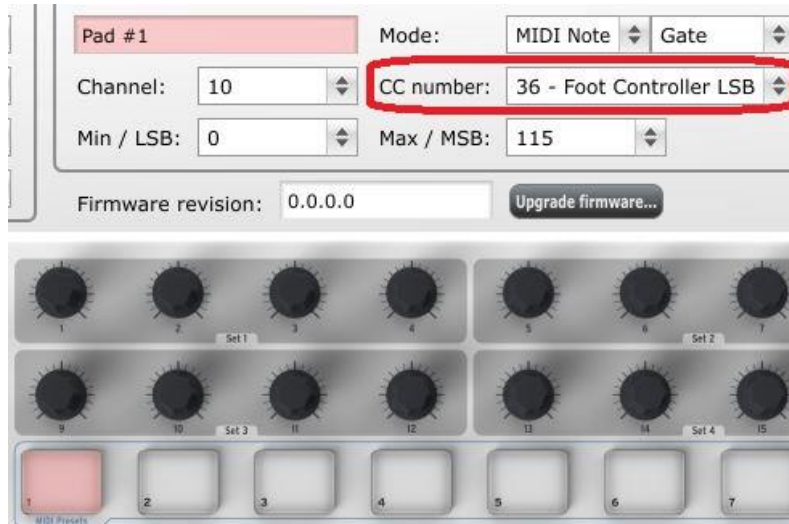 Pad #1 Mode: MIDI Note Gate
Channel: 10 CC number: 36 - Foot Controller LSB
Min / LSB: 0 Max / MSB: 115
Firmware revision: 0.0.0.0 Upgrade firmware...
1 2 3 4 5 6 7
Set 1 Set 2
9 10 11 12 13 14 15
Set 3 Set 4
1 2 3 4 5 6 7
MIDI Presets